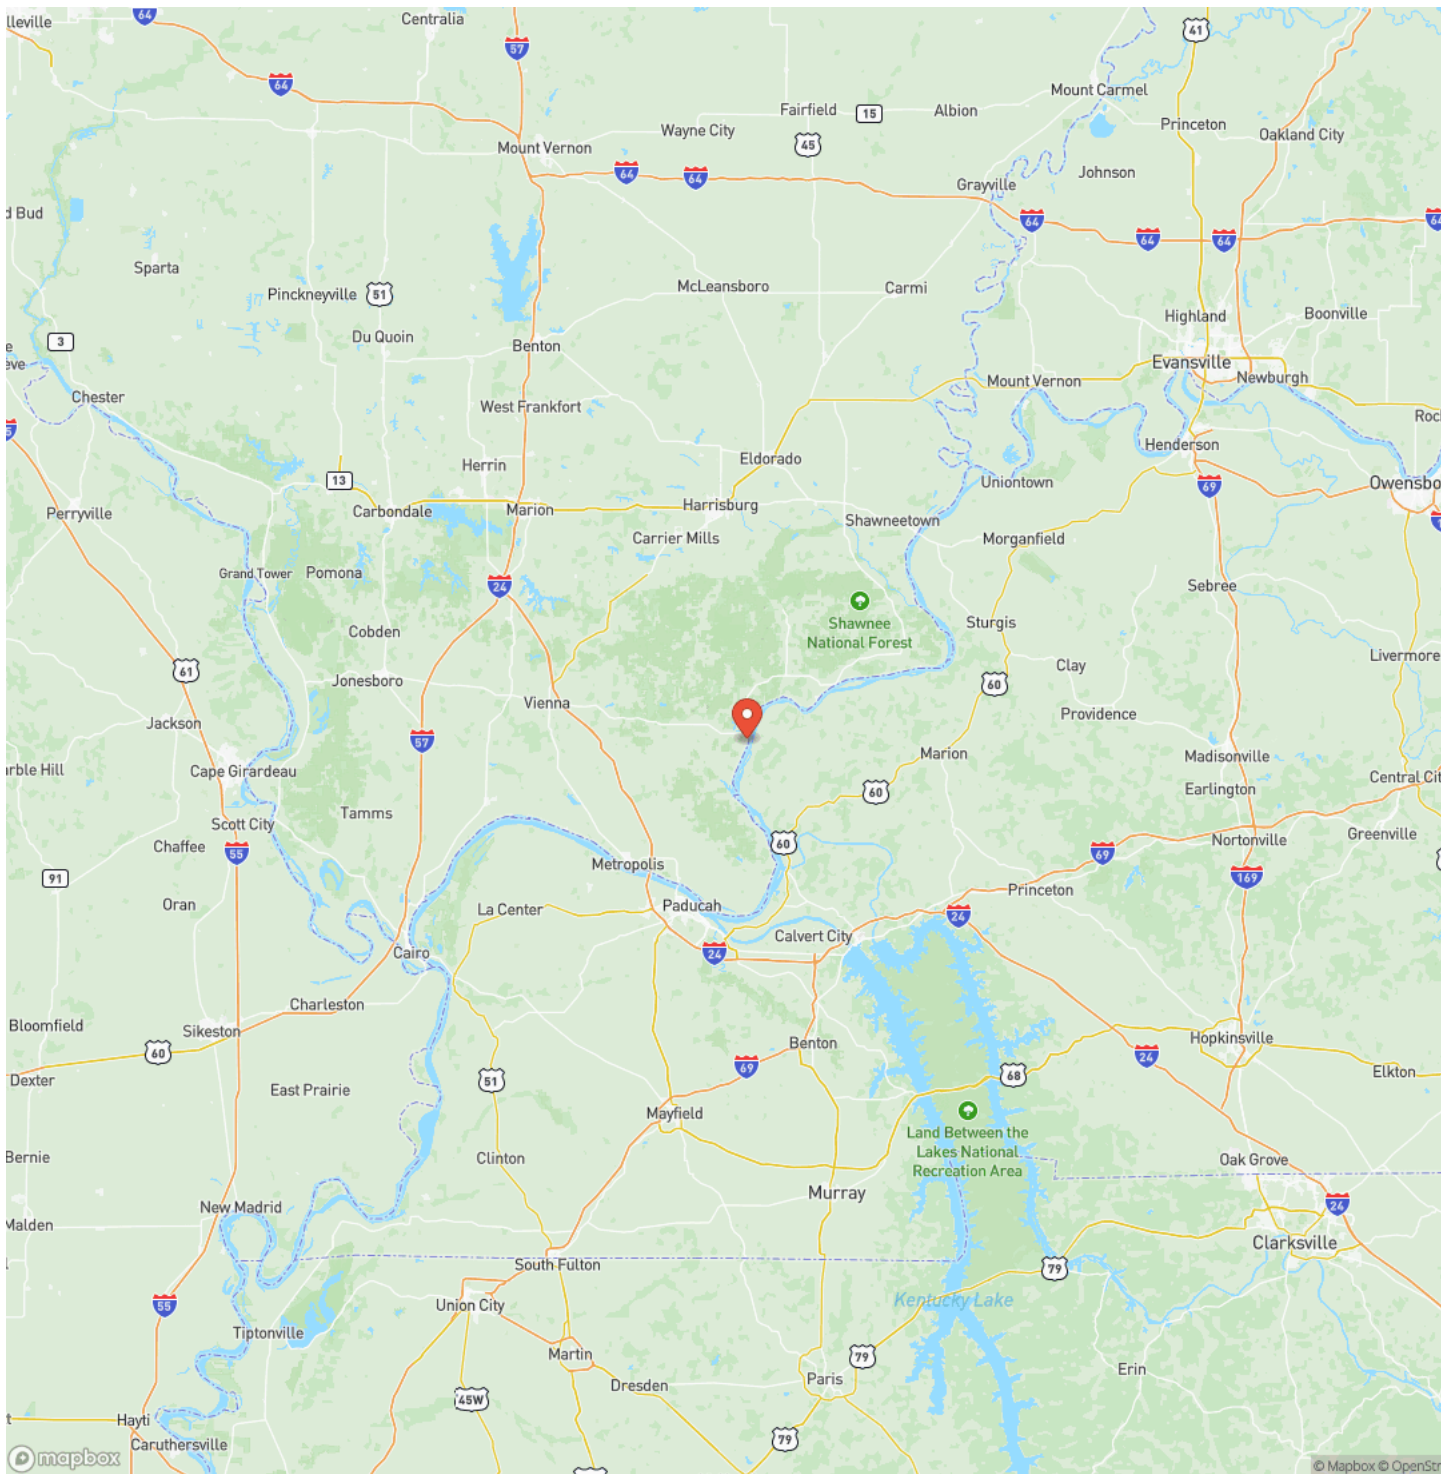 lleville
64
Centralia
57
41
64
Fairfield
15
Albion
Mount Carmel
Wayne City
45
Princeton
Oakland City
Mount Vernon
64
64
Grayville
Johnson
d Bud
64
64
64
64
Sparta
Pinckneyville
51
McLeansboro
Carmi
3
Du Quoin
Benton
Highland
Boonville
e
eve
Evansville
Chester
West Frankfort
Mount Vernon
Newburgh
5
Roc
Herrin
Eldorado
Henderson
13
Uniontown
69
Owensbo
Perryville
Carbondale
Marion
Harrisburg
Shawneetown
1
Carrier Mills
Morganfield
Grand Tower
Pomona
24
Sebree
Shawnee
National Forest
Cobden
Sturgis
61
Jonesboro
Clay
Livermore
60
Vienna
Jackson
57
Providence
Marion
Madisonville
arble Hill
Cape Girardeau
Central Cit
60
Earlington
Tamms
Scott City
Chaffee
55
60
69
Nortonville
Greenville
91
Metropolis
169
Oran
La Center
Paducah
Princeton
24
Cairo
24
Calvert City
Charleston
Bloomfield
Sikeston
60
Benton
Hopkinsville
24
Dexter
51
69
68
Elkton
East Prairie
Mayfield
Land Between the
Lakes National
Recreation Area
Bernie
Clinton
Oak Grove
New Madrid
Murray
24
Malden
Clarksville
l
South Fulton
79
55
Union City
Kentucky Lake
Tiptonville
Martin
79
Erin
45W
Dresden
Paris
t
Hayti
79
Caruthersville
mapbox
© Mapbox © OpenStr